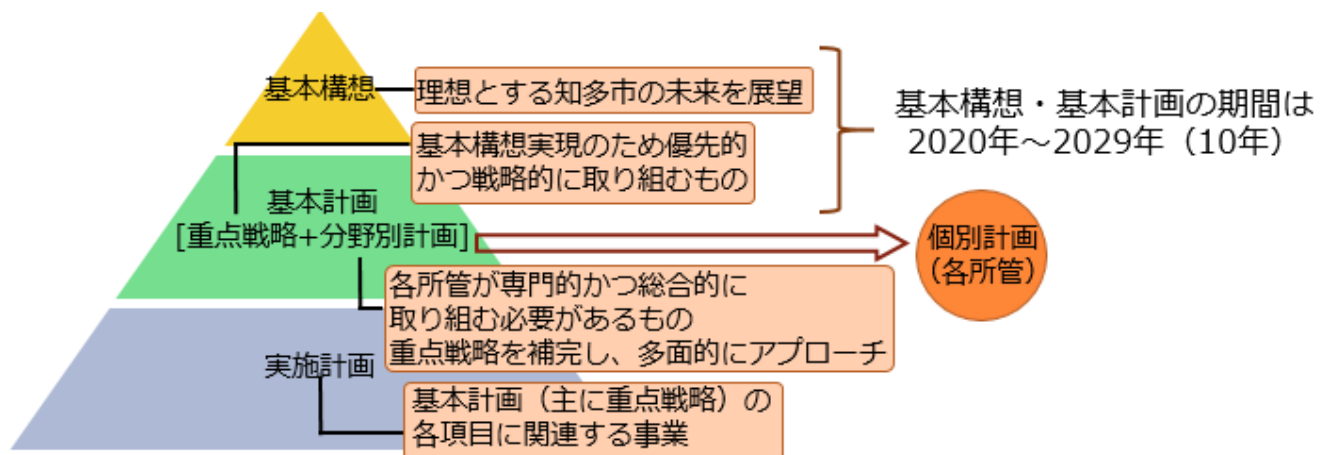 基本構想
理想とする知多市の未来を展望
基本構想実現のため優先的
かつ戦略的に取り組むもの
基本構想・基本計画の期間は
2020年～2029年（10年）
基本計画
[重点戦略+分野別計画]
個別計画
（各所管）
各所管が専門的かつ総合的に
取り組む必要があるもの
重点戦略を補完し、多面的にアプローチ
実施計画
基本計画（主に重点戦略）の
各項目に関連する事業